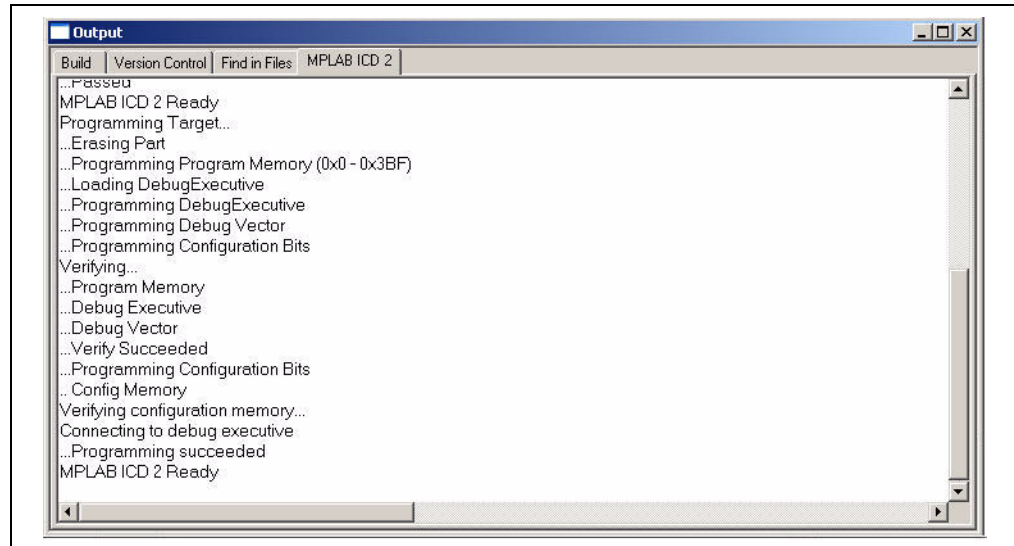 Output
Build Version Control Find in Files MPLAB ICD 2
...Passed
MPLAB ICD 2 Ready
Programming Target...
...Erasing Part
...Programming Program Memory (0x0 - 0x3BF)
...Loading DebugExecutive
...Programming DebugExecutive
...Programming Debug Vector
...Programming Configuration Bits
Verifying...
...Program Memory
...Debug Executive
...Debug Vector
...Verify Succeeded
...Programming Configuration Bits
.. Config Memory
Verifying configuration memory...
Connecting to debug executive
...Programming succeeded
MPLAB ICD 2 Ready